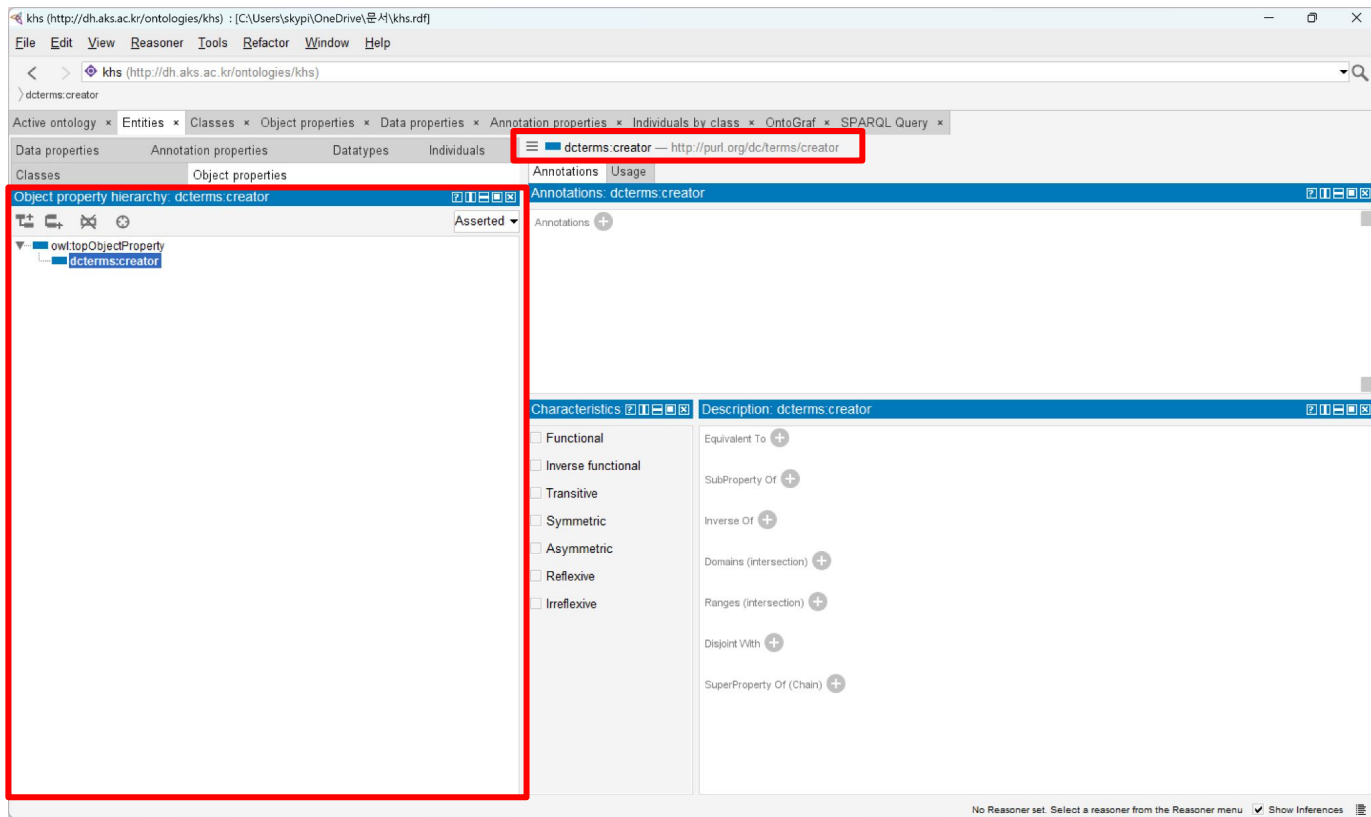 khs (http://dh.aks.ac.kr/ontologies/khs) : [C:\Users\skypi\OneDrive\문서\khs.rdf]
File Edit View Reasoner Tools Refactor Window Help
khs (http://dh.aks.ac.kr/ontologies/khs)
dcterms:creator
Active ontology × Entities × Classes × Object properties × Data properties × Annotation properties × Individuals by class × OntoGraf × SPARQL Query ×
Data properties Annotation properties Datatypes Individuals
Classes Object properties
dcterms:creator — http://purl.org/dc/terms/creator
Annotations Usage
Object property hierarchy: dcterms:creator
Asserted
owl:topObjectProperty
dcterms:creator
Annotations: dcterms:creator
Annotations
Characteristics
Functional
Inverse functional
Transitive
Symmetric
Asymmetric
Reflexive
Irreflexive
Description: dcterms:creator
Equivalent To
SubProperty Of
Inverse Of
Domains (intersection)
Ranges (intersection)
Disjoint With
SuperProperty Of (Chain)
No Reasoner set. Select a reasoner from the Reasoner menu Show Inferences